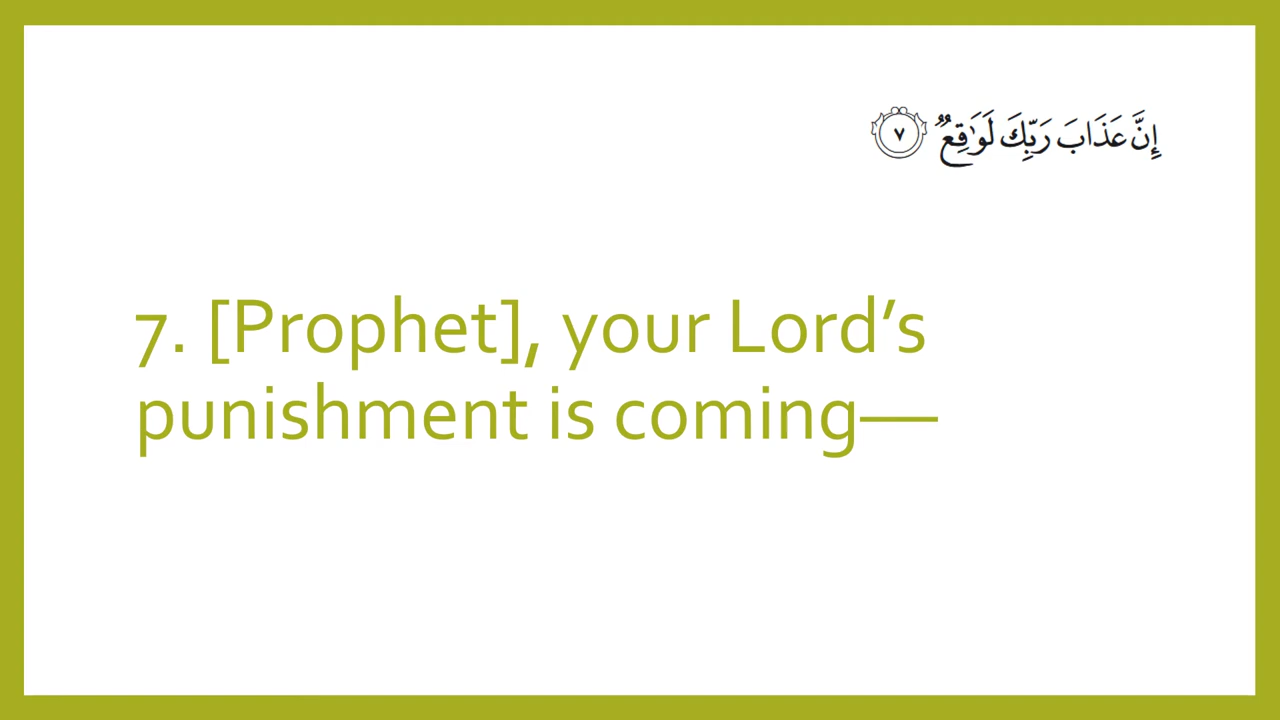 إِنَّ عَذَابَ رَبِّكَ لَوَٰقِعٌ ٧
7. [Prophet], your Lord’s
punishment is coming—